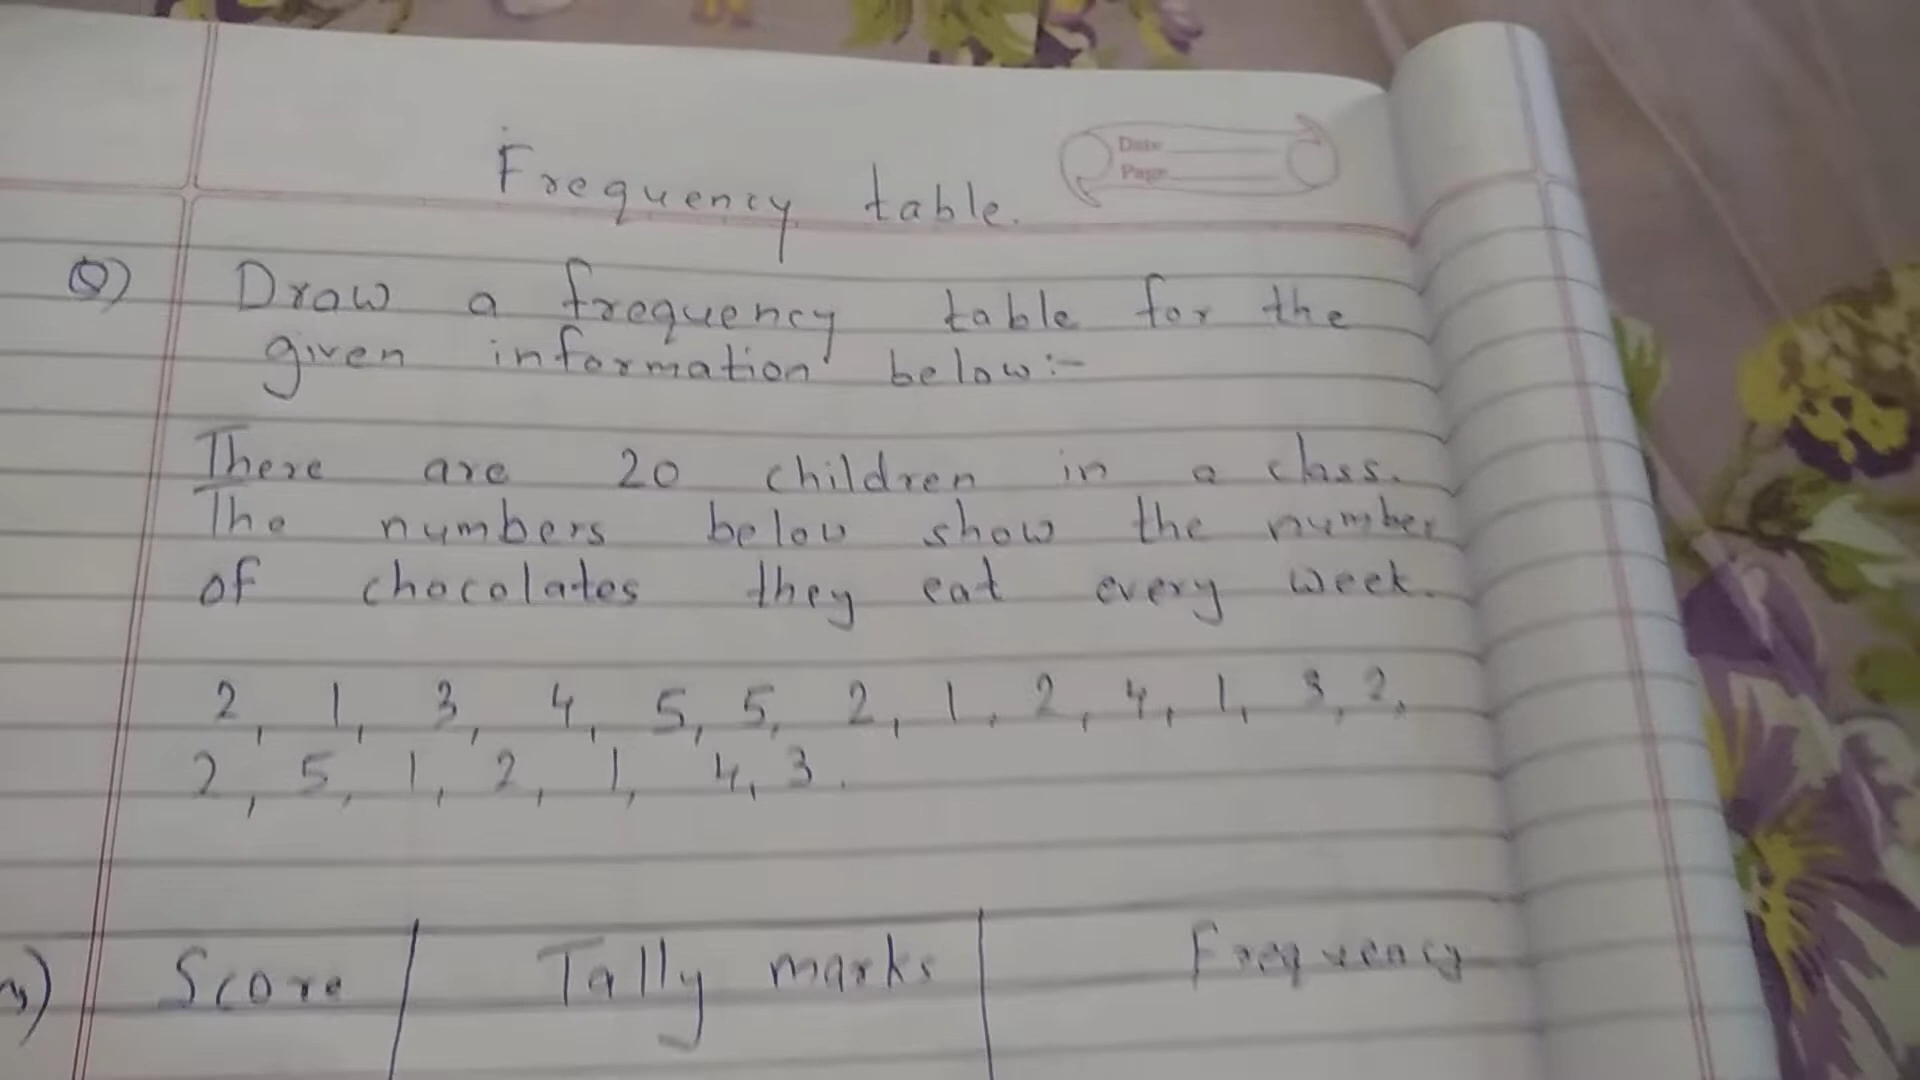 Date
Page
Frequency table.
Q) Draw a frequency table for the
given information below:-
There are 20 children in a class.
The numbers below show the number
of chocolates they eat every week.
2, 1, 3, 4, 5, 5, 2, 1, 2, 4, 1, 3, 2,
2, 5, 1, 2, 1, 4, 3.
Score Tally marks Frequency